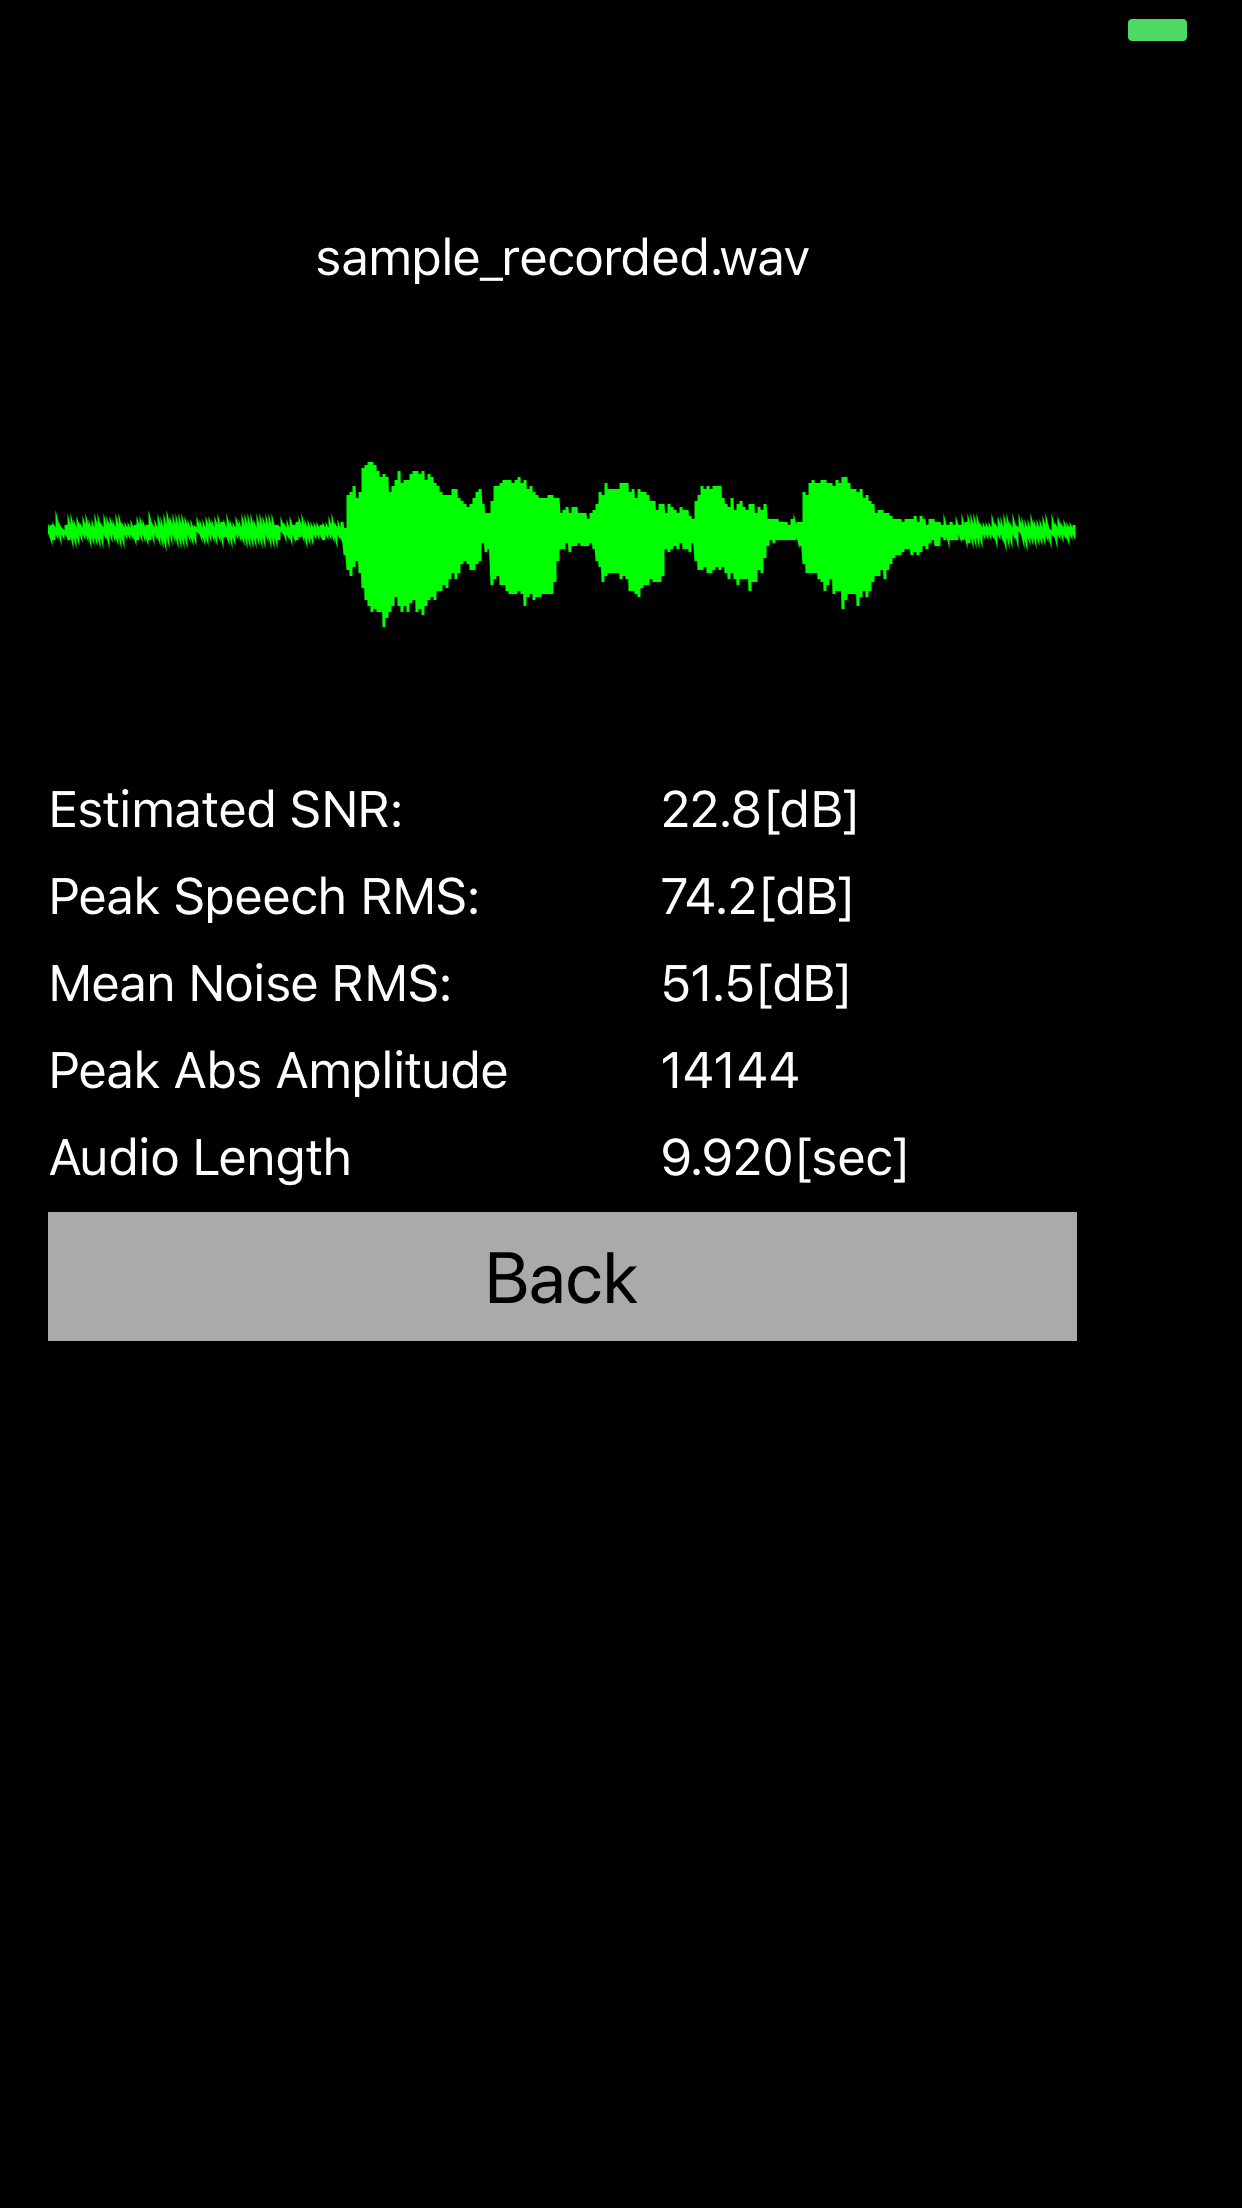 sample_recorded.wav
Estimated SNR: 22.8[dB]
Peak Speech RMS: 74.2[dB]
Mean Noise RMS: 51.5[dB]
Peak Abs Amplitude 14144
Audio Length 9.920[sec]
Back